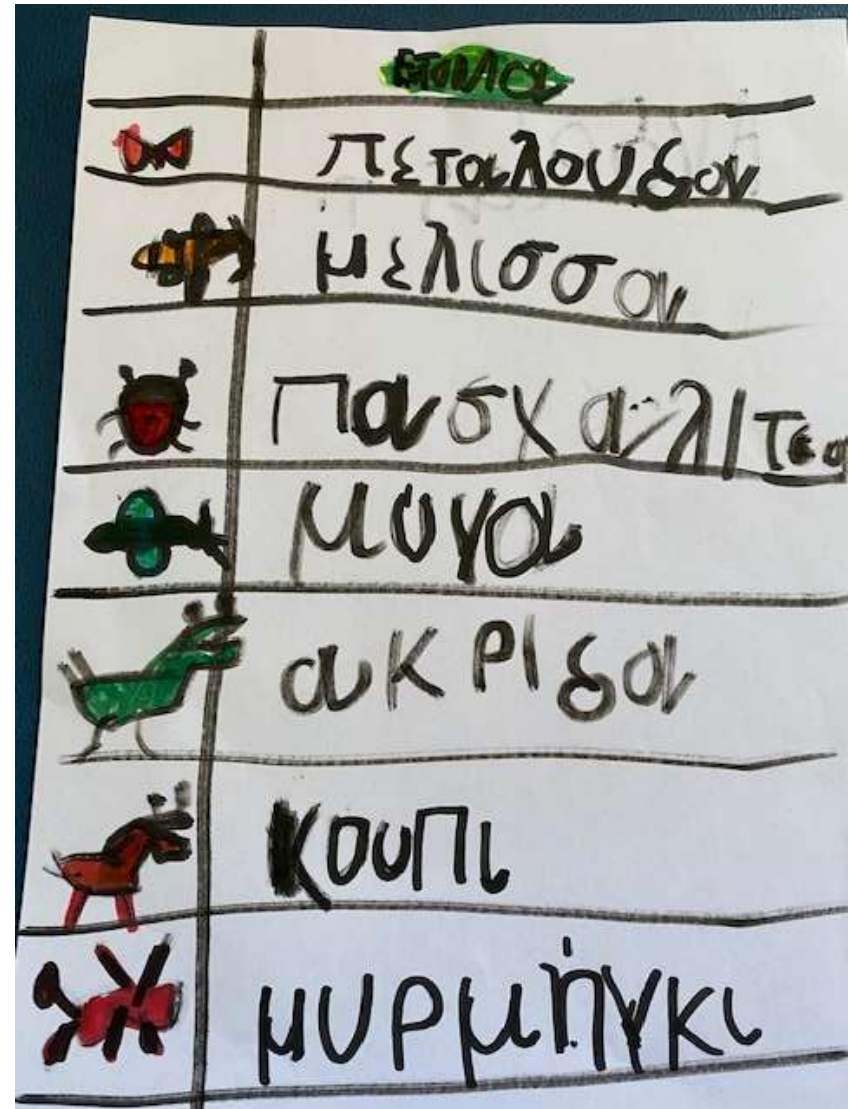 πεταλουδα
μελισσα
Πασχαλιτσα
μυγα
ακριδα
κουπι
μυρμήγκι